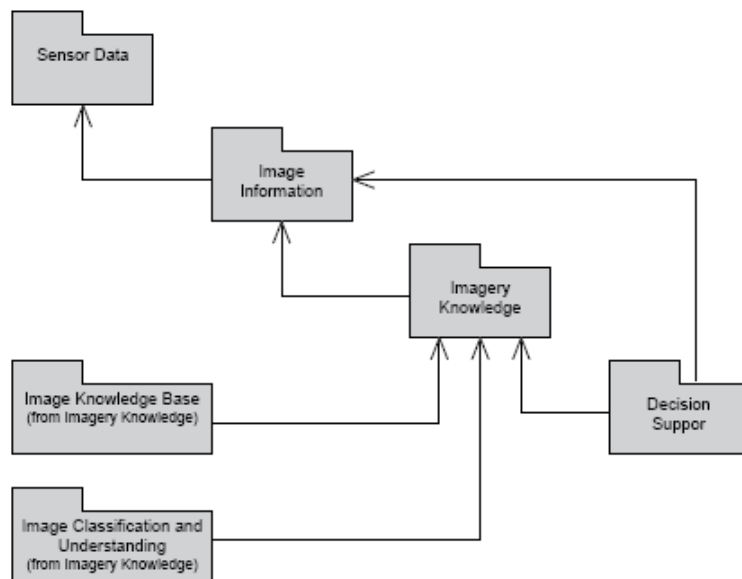 Sensor Data
Image
Information
Imagery
Knowledge
Image Knowledge Base
(from Imagery Knowledge)
Decision
Suppor
Image Classification and
Understanding
(from Imagery Knowledge)